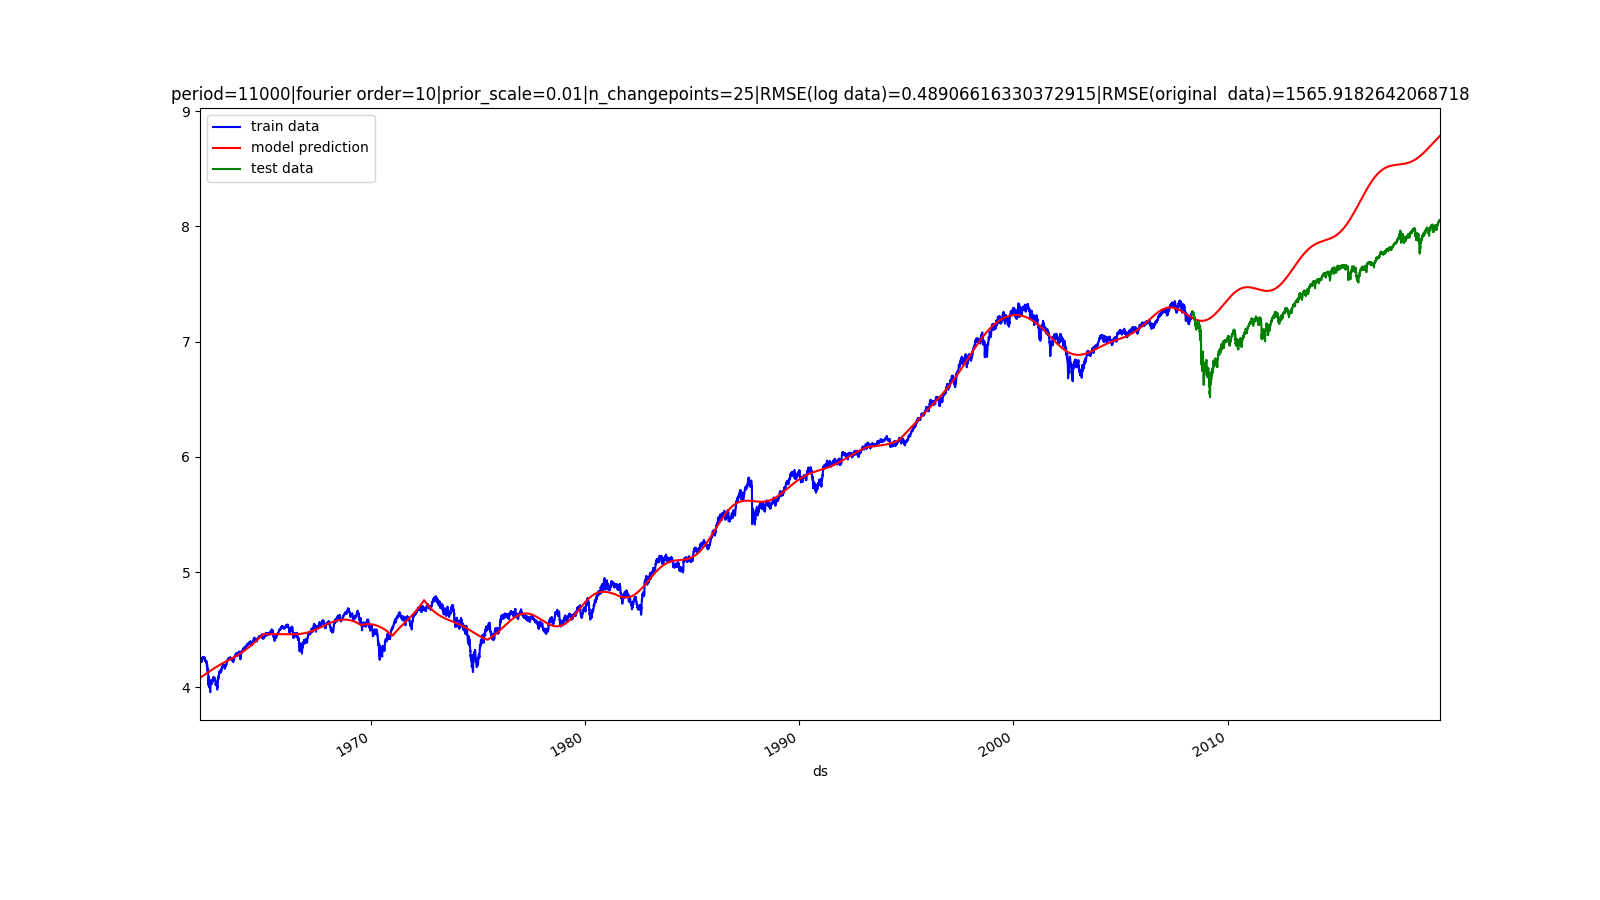 period=11000|fourier order=10|prior_scale=0.01|n_changepoints=25|RMSE(log data)=0.48906616330372915|RMSE(original  data)=1565.9182642068718
train data
model prediction
test data
9
8
7
6
5
4
1970
1980
1990
2000
2010
ds